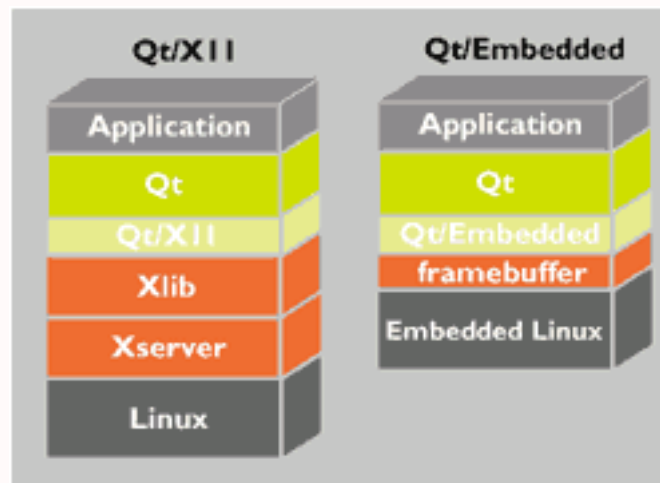 Qt/X11
Application
Qt
Qt/X11
Xlib
Xserver
Linux
Qt/Embedded
Application
Qt
Qt/Embedded
framebuffer
Embedded Linux